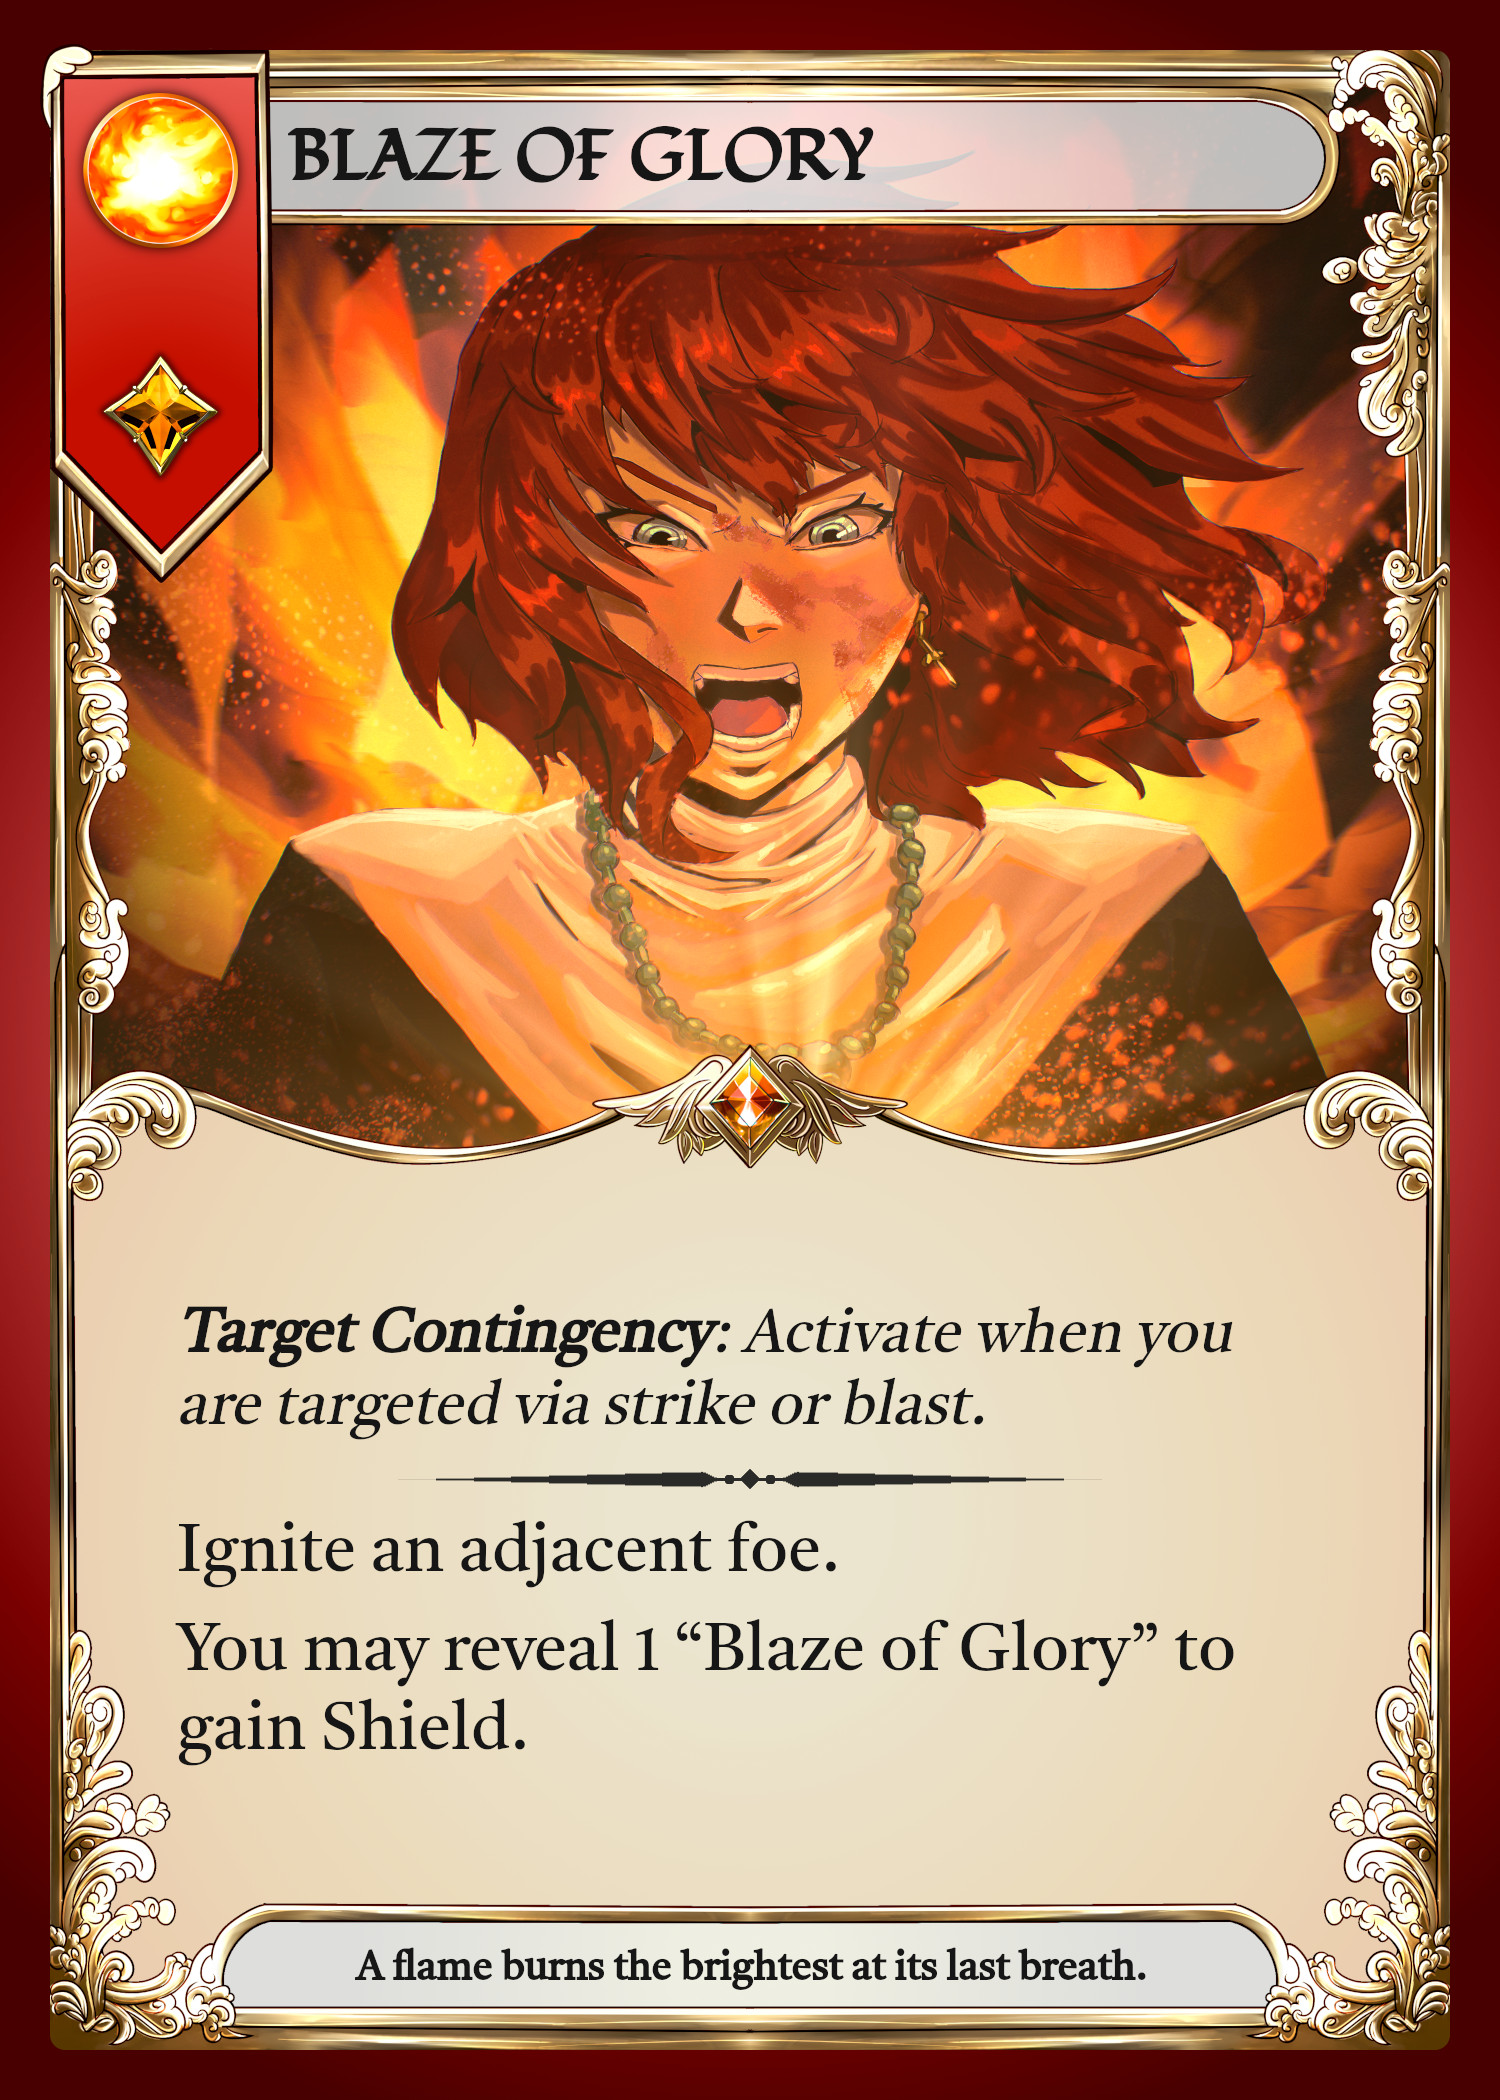 BLAZE OF GLORY
Target Contingency: Activate when you
are targeted via strike or blast.
Ignite an adjacent foe.
You may reveal 1 “Blaze of Glory” to
gain Shield.
A flame burns the brightest at its last breath.